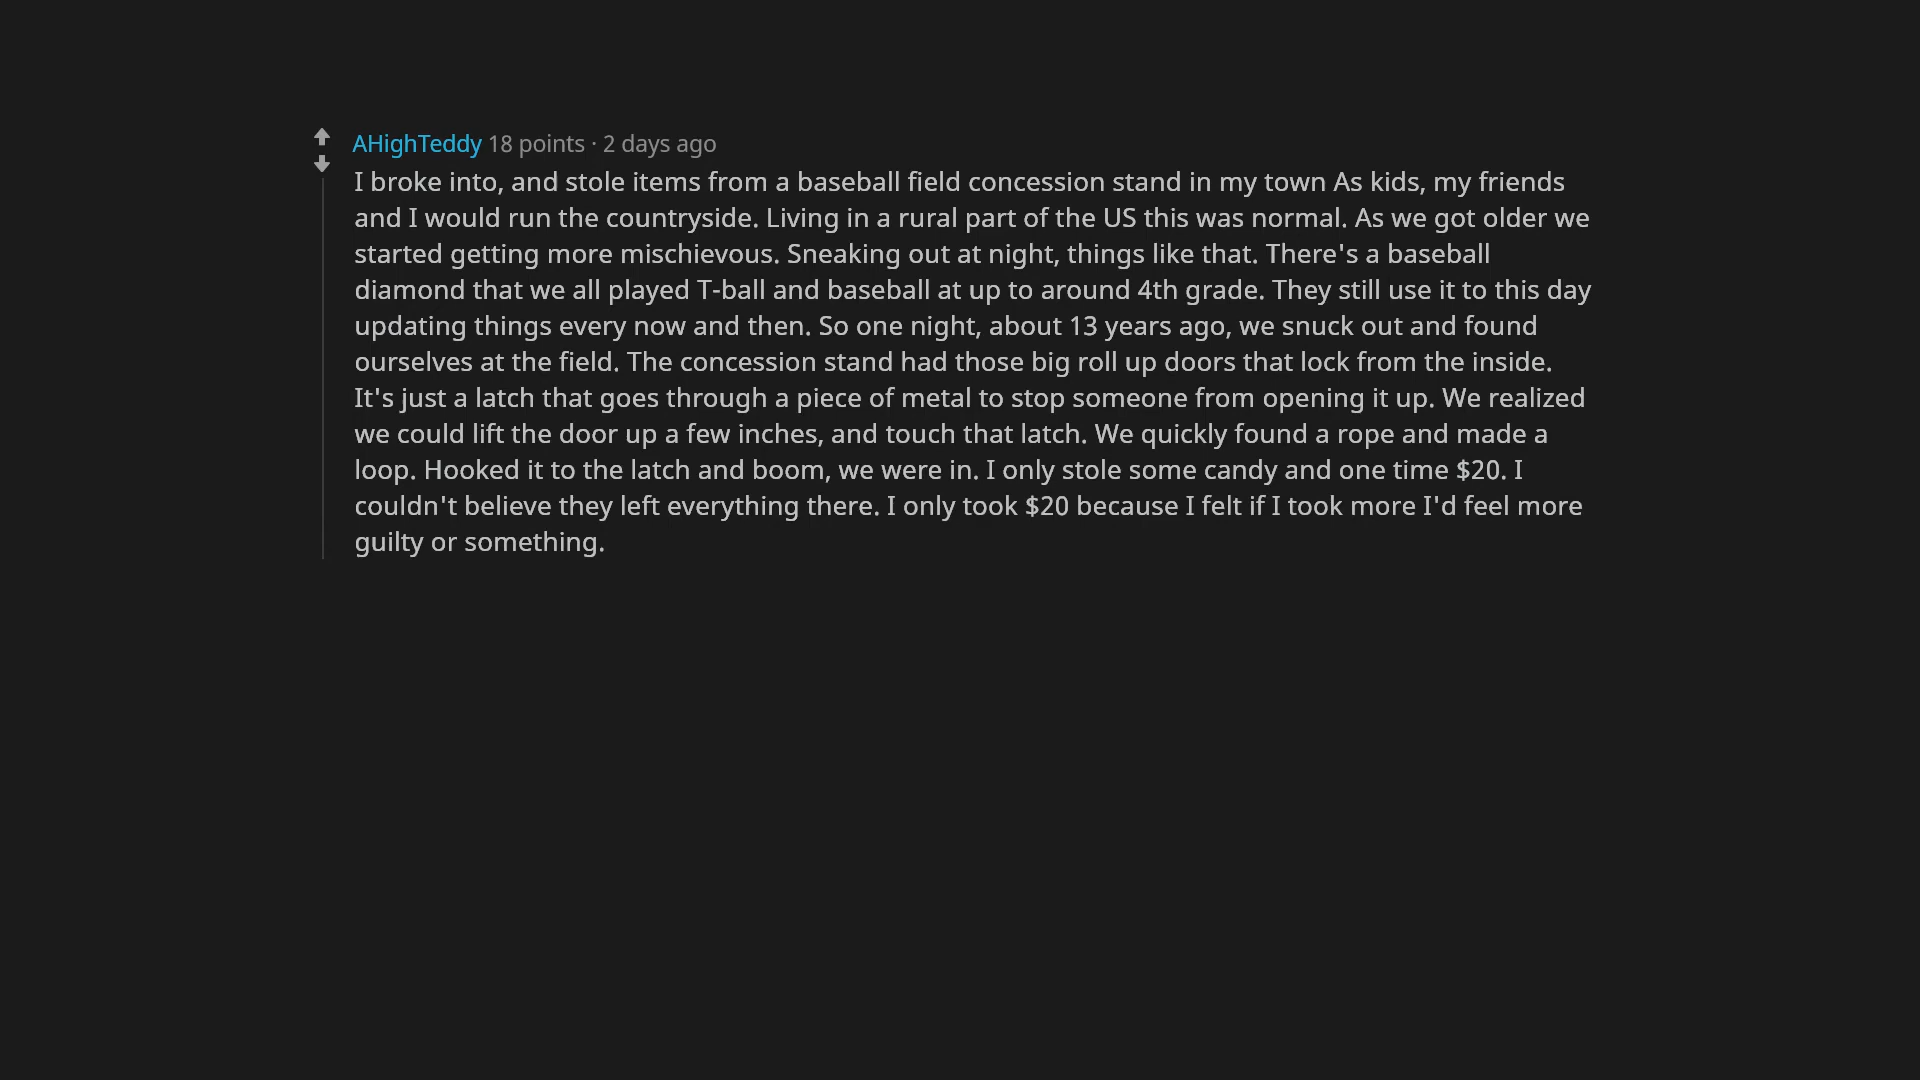 AHighTeddy 18 points · 2 days ago
I broke into, and stole items from a baseball field concession stand in my town As kids, my friends
and I would run the countryside. Living in a rural part of the US this was normal. As we got older we
started getting more mischievous. Sneaking out at night, things like that. There's a baseball
diamond that we all played T-ball and baseball at up to around 4th grade. They still use it to this day
updating things every now and then. So one night, about 13 years ago, we snuck out and found
ourselves at the field. The concession stand had those big roll up doors that lock from the inside.
It's just a latch that goes through a piece of metal to stop someone from opening it up. We realized
we could lift the door up a few inches, and touch that latch. We quickly found a rope and made a
loop. Hooked it to the latch and boom, we were in. I only stole some candy and one time $20. I
couldn't believe they left everything there. I only took $20 because I felt if I took more I'd feel more
guilty or something.